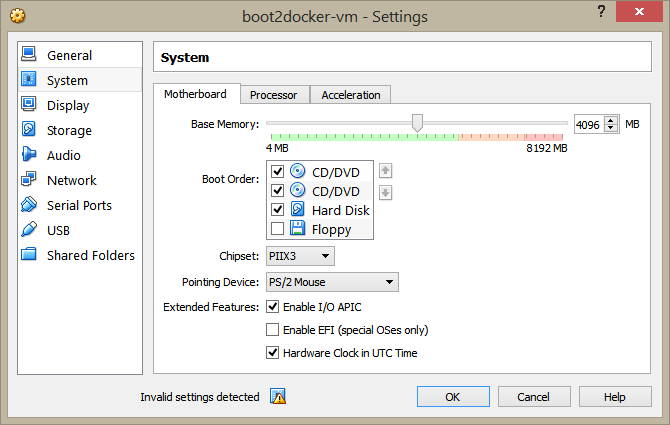 boot2docker-vm - Settings
?
General
System
Display
Storage
Audio
Network
Serial Ports
USB
Shared Folders
System
Motherboard Processor Acceleration
Base Memory: 4096 MB
4 MB 8192 MB
Boot Order: CD/DVD
CD/DVD
Hard Disk
Floppy
Chipset: PIIX3
Pointing Device: PS/2 Mouse
Extended Features: Enable I/O APIC
Enable EFI (special OSes only)
Hardware Clock in UTC Time
Invalid settings detected OK Cancel Help